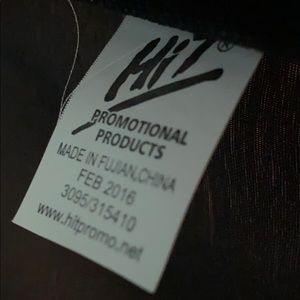 Hit®
PROMOTIONAL
PRODUCTS
MADE IN FUJIAN,CHINA
FEB 2016
3095/315410
www.hitpromo.net